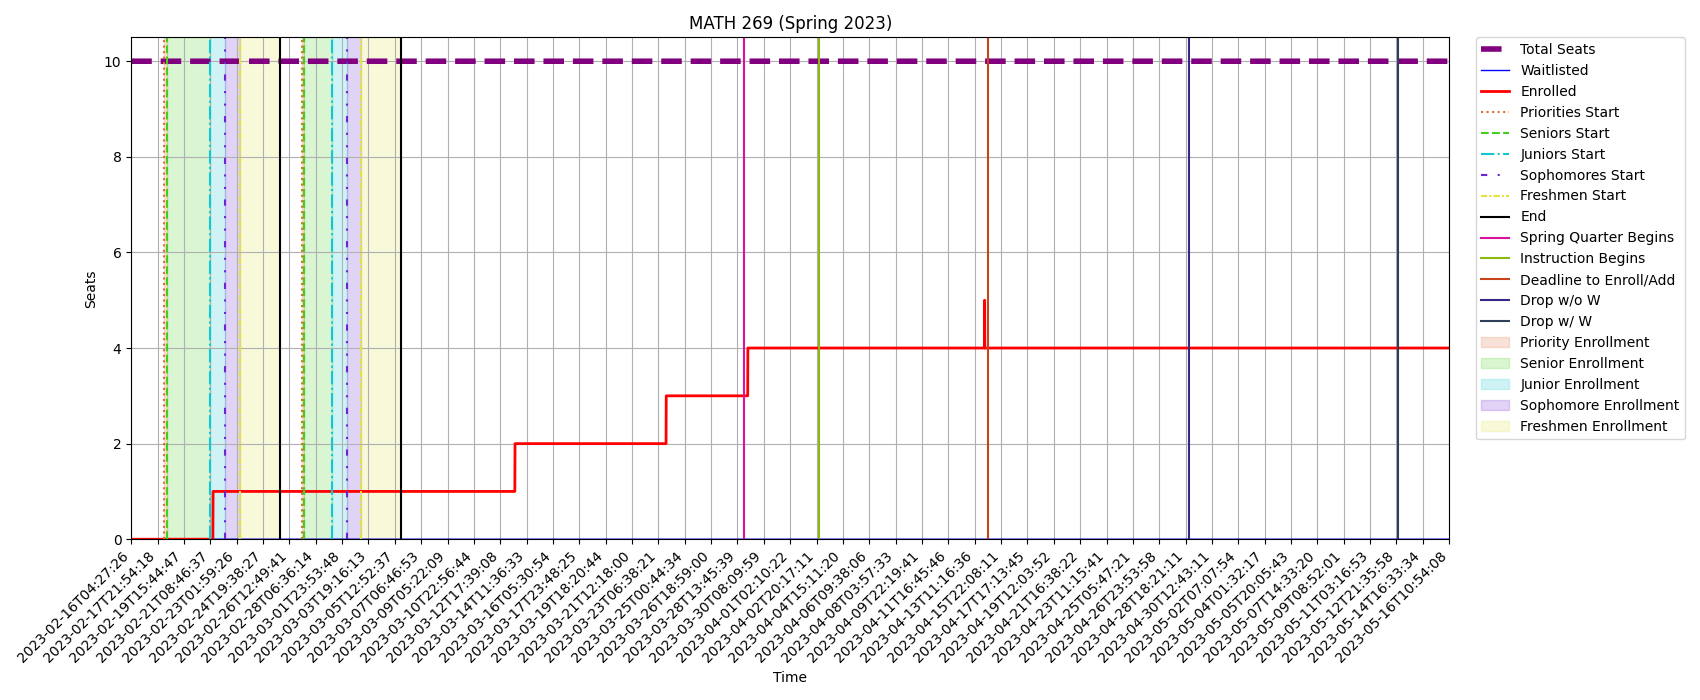 MATH 269 (Spring 2023)
10
8
6
4
2
0
Seats
2023-02-16T04:27:26
2023-02-17T21:54:18
2023-02-19T15:44:47
2023-02-21T08:46:37
2023-02-23T01:59:26
2023-02-24T19:38:27
2023-02-26T12:49:41
2023-02-28T06:36:14
2023-03-01T23:53:48
2023-03-03T19:16:13
2023-03-05T12:52:37
2023-03-07T06:46:53
2023-03-09T05:22:09
2023-03-10T22:56:44
2023-03-12T17:39:08
2023-03-14T11:36:33
2023-03-16T05:30:54
2023-03-17T23:48:25
2023-03-19T18:20:44
2023-03-21T12:18:00
2023-03-23T06:38:21
2023-03-25T00:44:34
2023-03-26T18:59:00
2023-03-28T13:45:39
2023-03-30T08:09:59
2023-04-01T02:10:22
2023-04-02T20:17:11
2023-04-04T15:11:20
2023-04-06T09:38:06
2023-04-08T03:57:33
2023-04-09T22:19:41
2023-04-11T16:45:46
2023-04-13T11:16:36
2023-04-15T22:08:11
2023-04-17T17:13:45
2023-04-19T12:03:52
2023-04-21T16:38:22
2023-04-23T11:15:41
2023-04-25T05:47:21
2023-04-26T23:53:58
2023-04-28T18:21:11
2023-04-30T12:43:11
2023-05-02T07:07:54
2023-05-04T01:32:17
2023-05-05T20:05:43
2023-05-07T14:33:20
2023-05-09T08:52:01
2023-05-11T03:16:53
2023-05-12T21:35:58
2023-05-14T16:33:34
2023-05-16T10:54:08
Time
Total Seats
Waitlisted
Enrolled
Priorities Start
Seniors Start
Juniors Start
Sophomores Start
Freshmen Start
End
Spring Quarter Begins
Instruction Begins
Deadline to Enroll/Add
Drop w/o W
Drop w/ W
Priority Enrollment
Senior Enrollment
Junior Enrollment
Sophomore Enrollment
Freshmen Enrollment